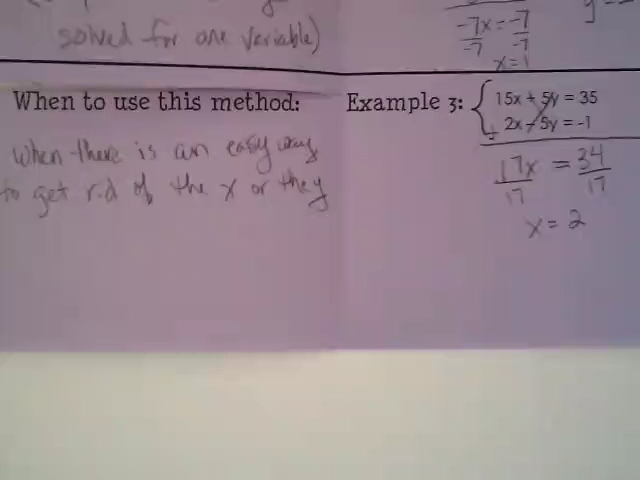 -7x = -7
-7 -7
x = 1
y =
solved for one variable)
When to use this method:
When there is an easy way
to get rid of the x or the y
Example 3:
15x + 5y = 35
+ 2x - 5y = -1
17x = 34
17 17
x = 2